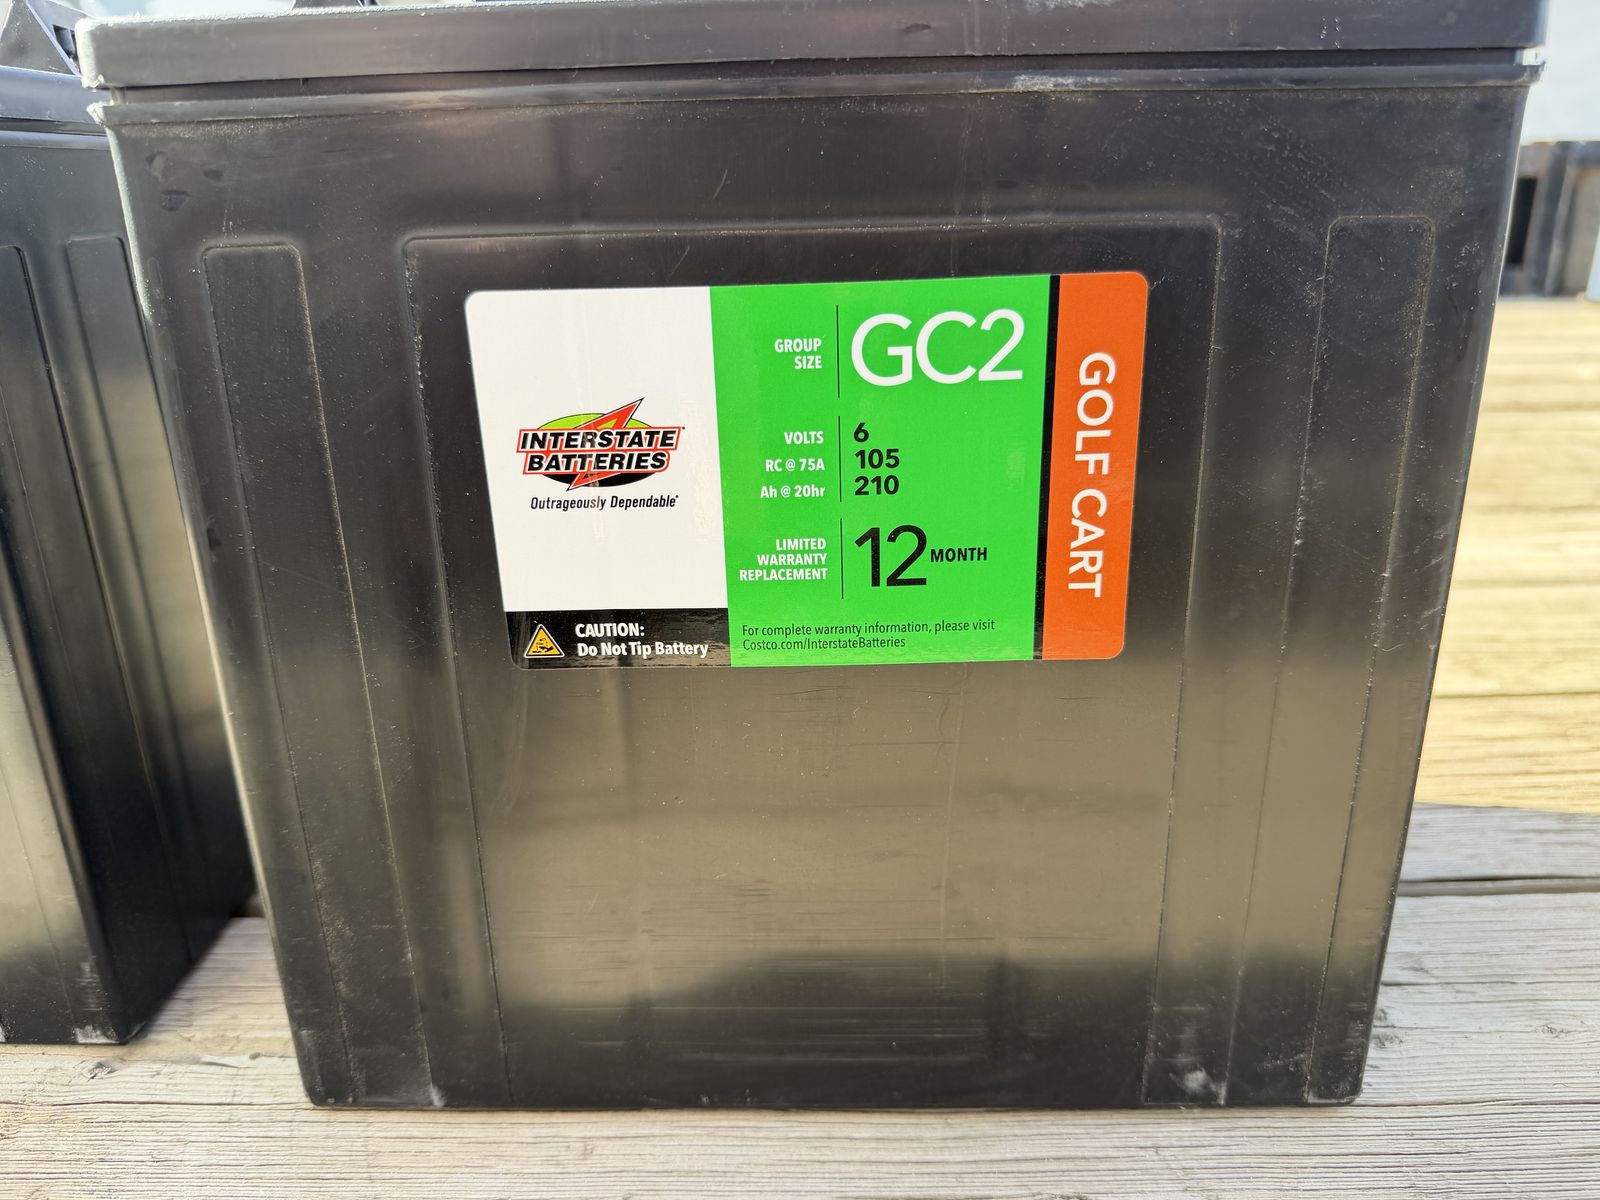 INTERSTATE
BATTERIES
Outrageously Dependable®
CAUTION:
Do Not Tip Battery
GROUP
SIZE
GC2
VOLTS 6
RC @ 75A 105
Ah @ 20hr 210
LIMITED
WARRANTY
REPLACEMENT
12 MONTH
For complete warranty information, please visit
Costco.com/InterstateBatteries
GOLF CART